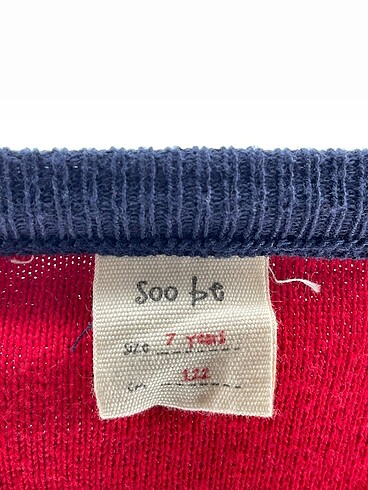 soo be
size 7 years
cm 122